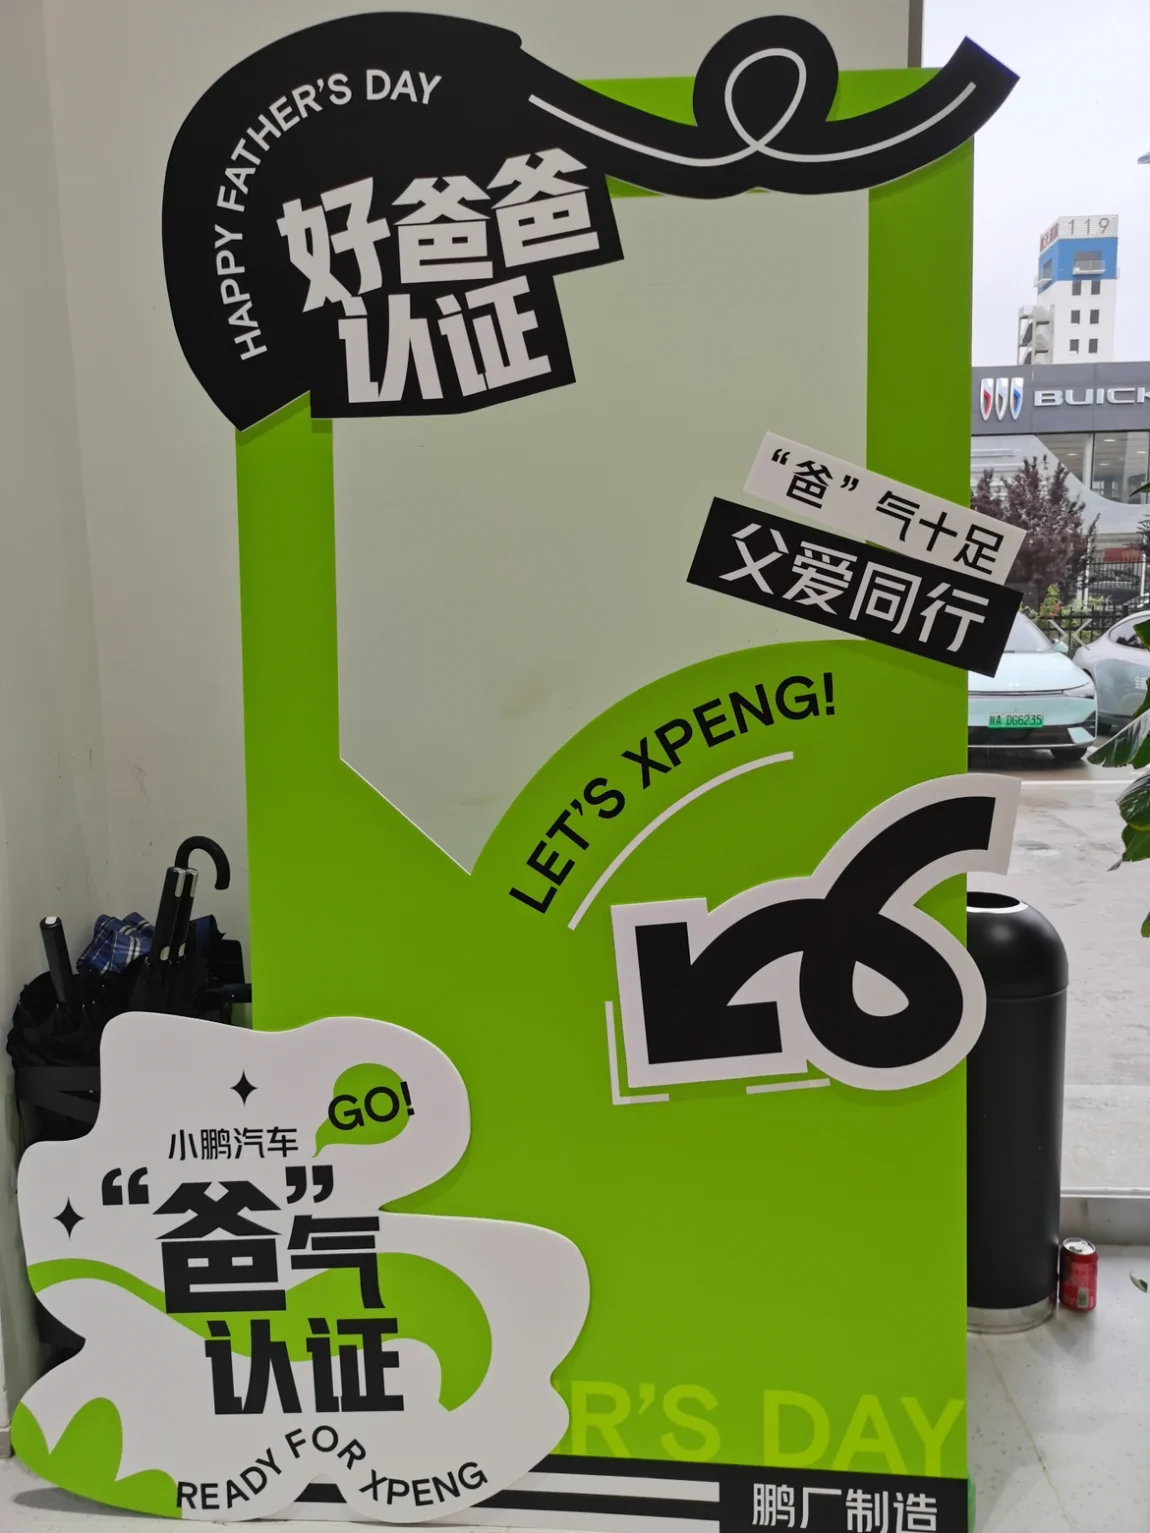 HAPPY FATHER'S DAY
好爸爸
认证
119
BUICK
“爸”气十足
父爱同行
LET'S XPENG!
GO!
小鹏汽车
“爸”气
认证
READY FOR XPENG
R'S DAY
鹏厂制造